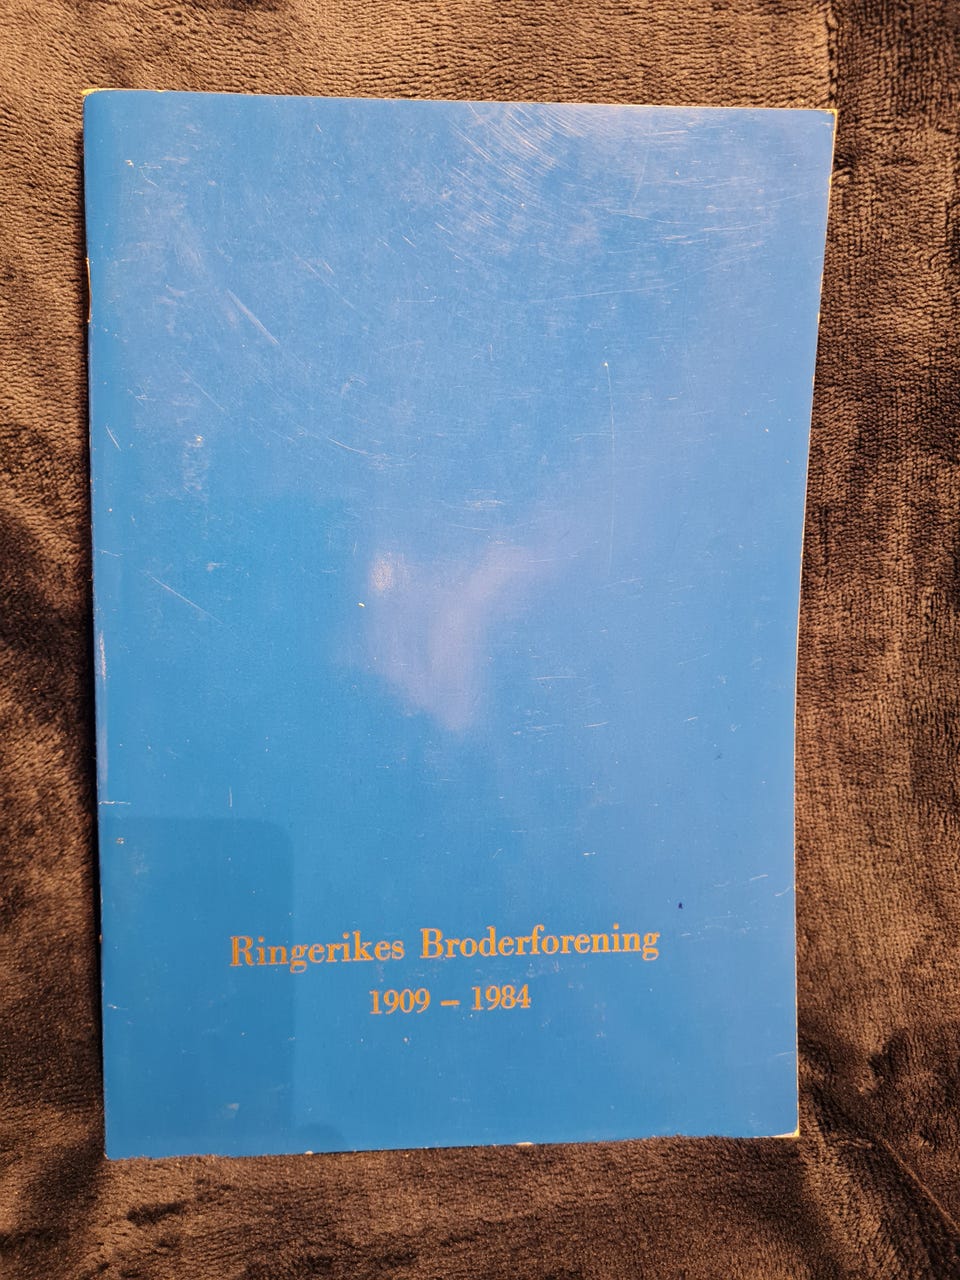 Ringerikes Broderforening
1909 – 1984